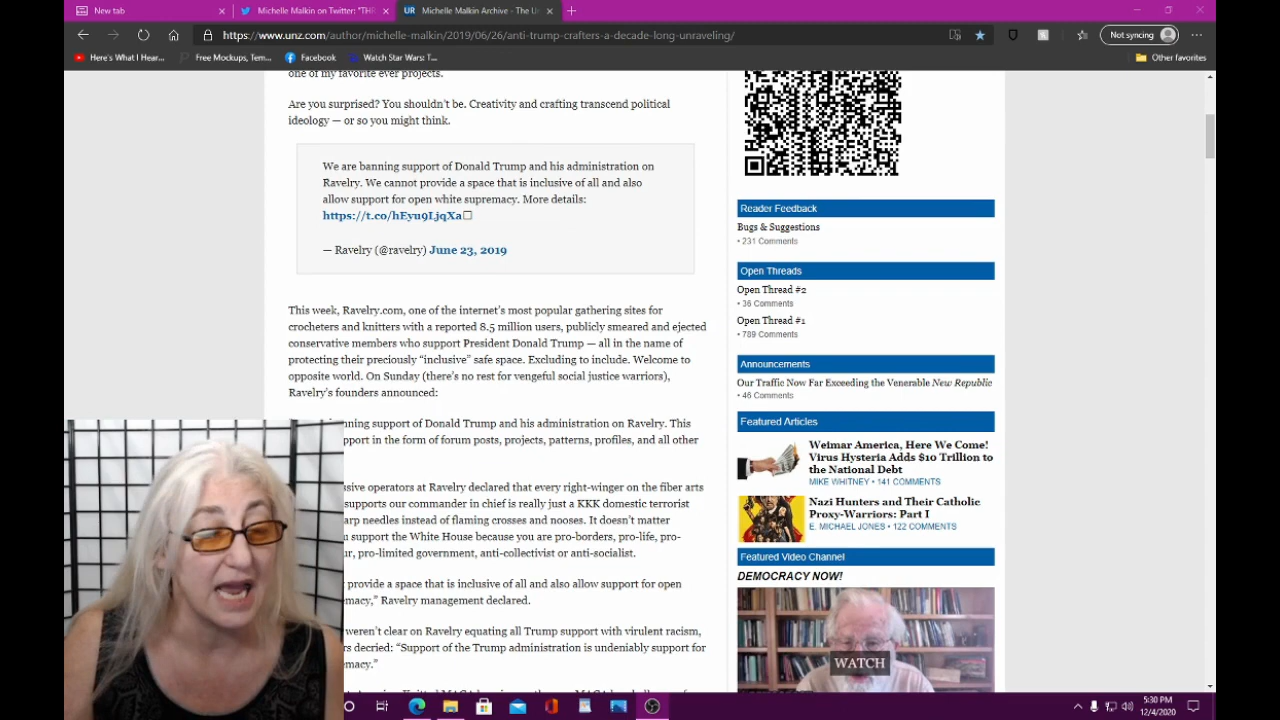 New tab
Michelle Malkin on Twitter: "THR
UR Michelle Malkin Archive - The U
https://www.unz.com/author/michelle-malkin/2019/06/26/anti-trump-crafters-a-decade-long-unraveling/
Not syncing
Here's What I Hear...
Free Mockups, Tem...
Facebook
Watch Star Wars: T...
Other favorites
one of my favorite ever projects.
Are you surprised? You shouldn't be. Creativity and crafting transcend political
ideology — or so you might think.
We are banning support of Donald Trump and his administration on
Ravelry. We cannot provide a space that is inclusive of all and also
allow support for open white supremacy. More details:
https://t.co/hEyu9LjqXa
— Ravelry (@ravelry) June 23, 2019
This week, Ravelry.com, one of the internet's most popular gathering sites for
crocheters and knitters with a reported 8.5 million users, publicly smeared and ejected
conservative members who support President Donald Trump — all in the name of
protecting their preciously “inclusive” safe space. Excluding to include. Welcome to
opposite world. On Sunday (there's no rest for vengeful social justice warriors),
Ravelry's founders announced:
nning support of Donald Trump and his administration on Ravelry. This
pport in the form of forum posts, projects, patterns, profiles, and all other
sive operators at Ravelry declared that every right-winger on the fiber arts
supports our commander in chief is really just a KKK domestic terrorist
arp needles instead of flaming crosses and nooses. It doesn't matter
u support the White House because you are pro-borders, pro-life, pro-
r, pro-limited government, anti-collectivist or anti-socialist.
provide a space that is inclusive of all and also allow support for open
macy,” Ravelry management declared.
weren't clear on Ravelry equating all Trump support with virulent racism,
s decried: “Support of the Trump administration is undeniably support for
macy.”
Reader Feedback
Bugs & Suggestions
• 231 Comments
Open Threads
Open Thread #2
• 36 Comments
Open Thread #1
• 789 Comments
Announcements
Our Traffic Now Far Exceeding the Venerable New Republic
• 46 Comments
Featured Articles
Weimar America, Here We Come!
Virus Hysteria Adds $10 Trillion to
the National Debt
MIKE WHITNEY • 141 COMMENTS
Nazi Hunters and Their Catholic
Proxy-Warriors: Part I
E. MICHAEL JONES • 122 COMMENTS
Featured Video Channel
DEMOCRACY NOW!
WATCH
5:30 PM
12/4/2020